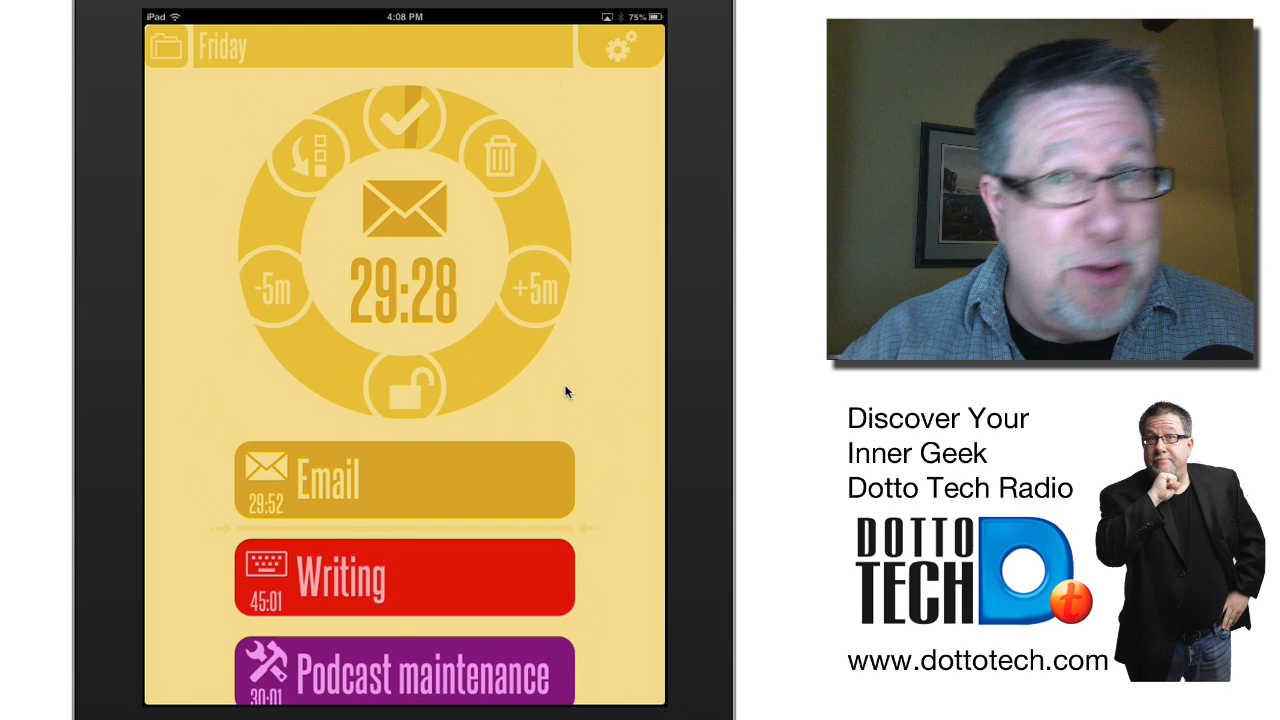 iPad
4:08 PM
75%
Friday
-5m
29:28
+5m
Email
29:52
Writing
45:01
Podcast maintenance
30:01
Discover Your
Inner Geek
Dotto Tech Radio
DOTTO
TECH
D
t
www.dottotech.com